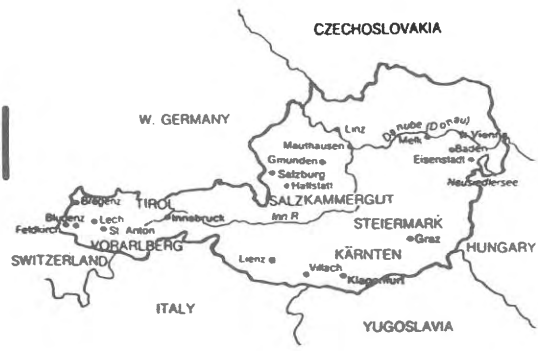 CZECHOSLOVAKIA
W. GERMANY
Danube (Donau)
Linz
Melk
Vienna
Mauthausen
Baden
Gmunden
Eisenstadt
Salzburg
Hallstatt
Neusiedlersee
SALZKAMMERGUT
Bregenz
TIROL
Innsbruck
Inn R
Bludenz
Lech
Feldkirch
St Anton
STEIERMARK
Graz
VORARLBERG
KÄRNTEN
HUNGARY
SWITZERLAND
Lienz
Villach
Klagenfurt
ITALY
YUGOSLAVIA